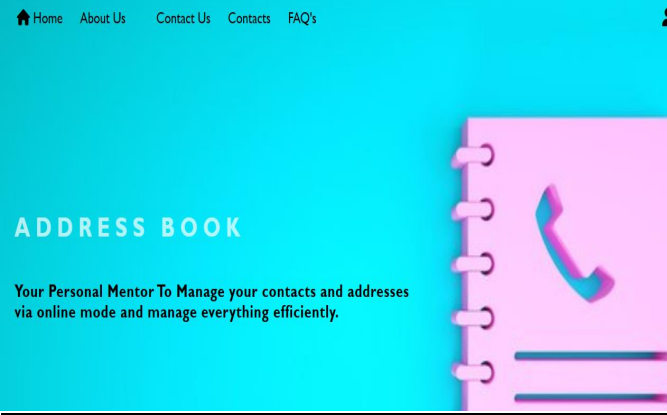 Home About Us Contact Us Contacts FAQ's
ADDRESS BOOK
Your Personal Mentor To Manage your contacts and addresses
via online mode and manage everything efficiently.